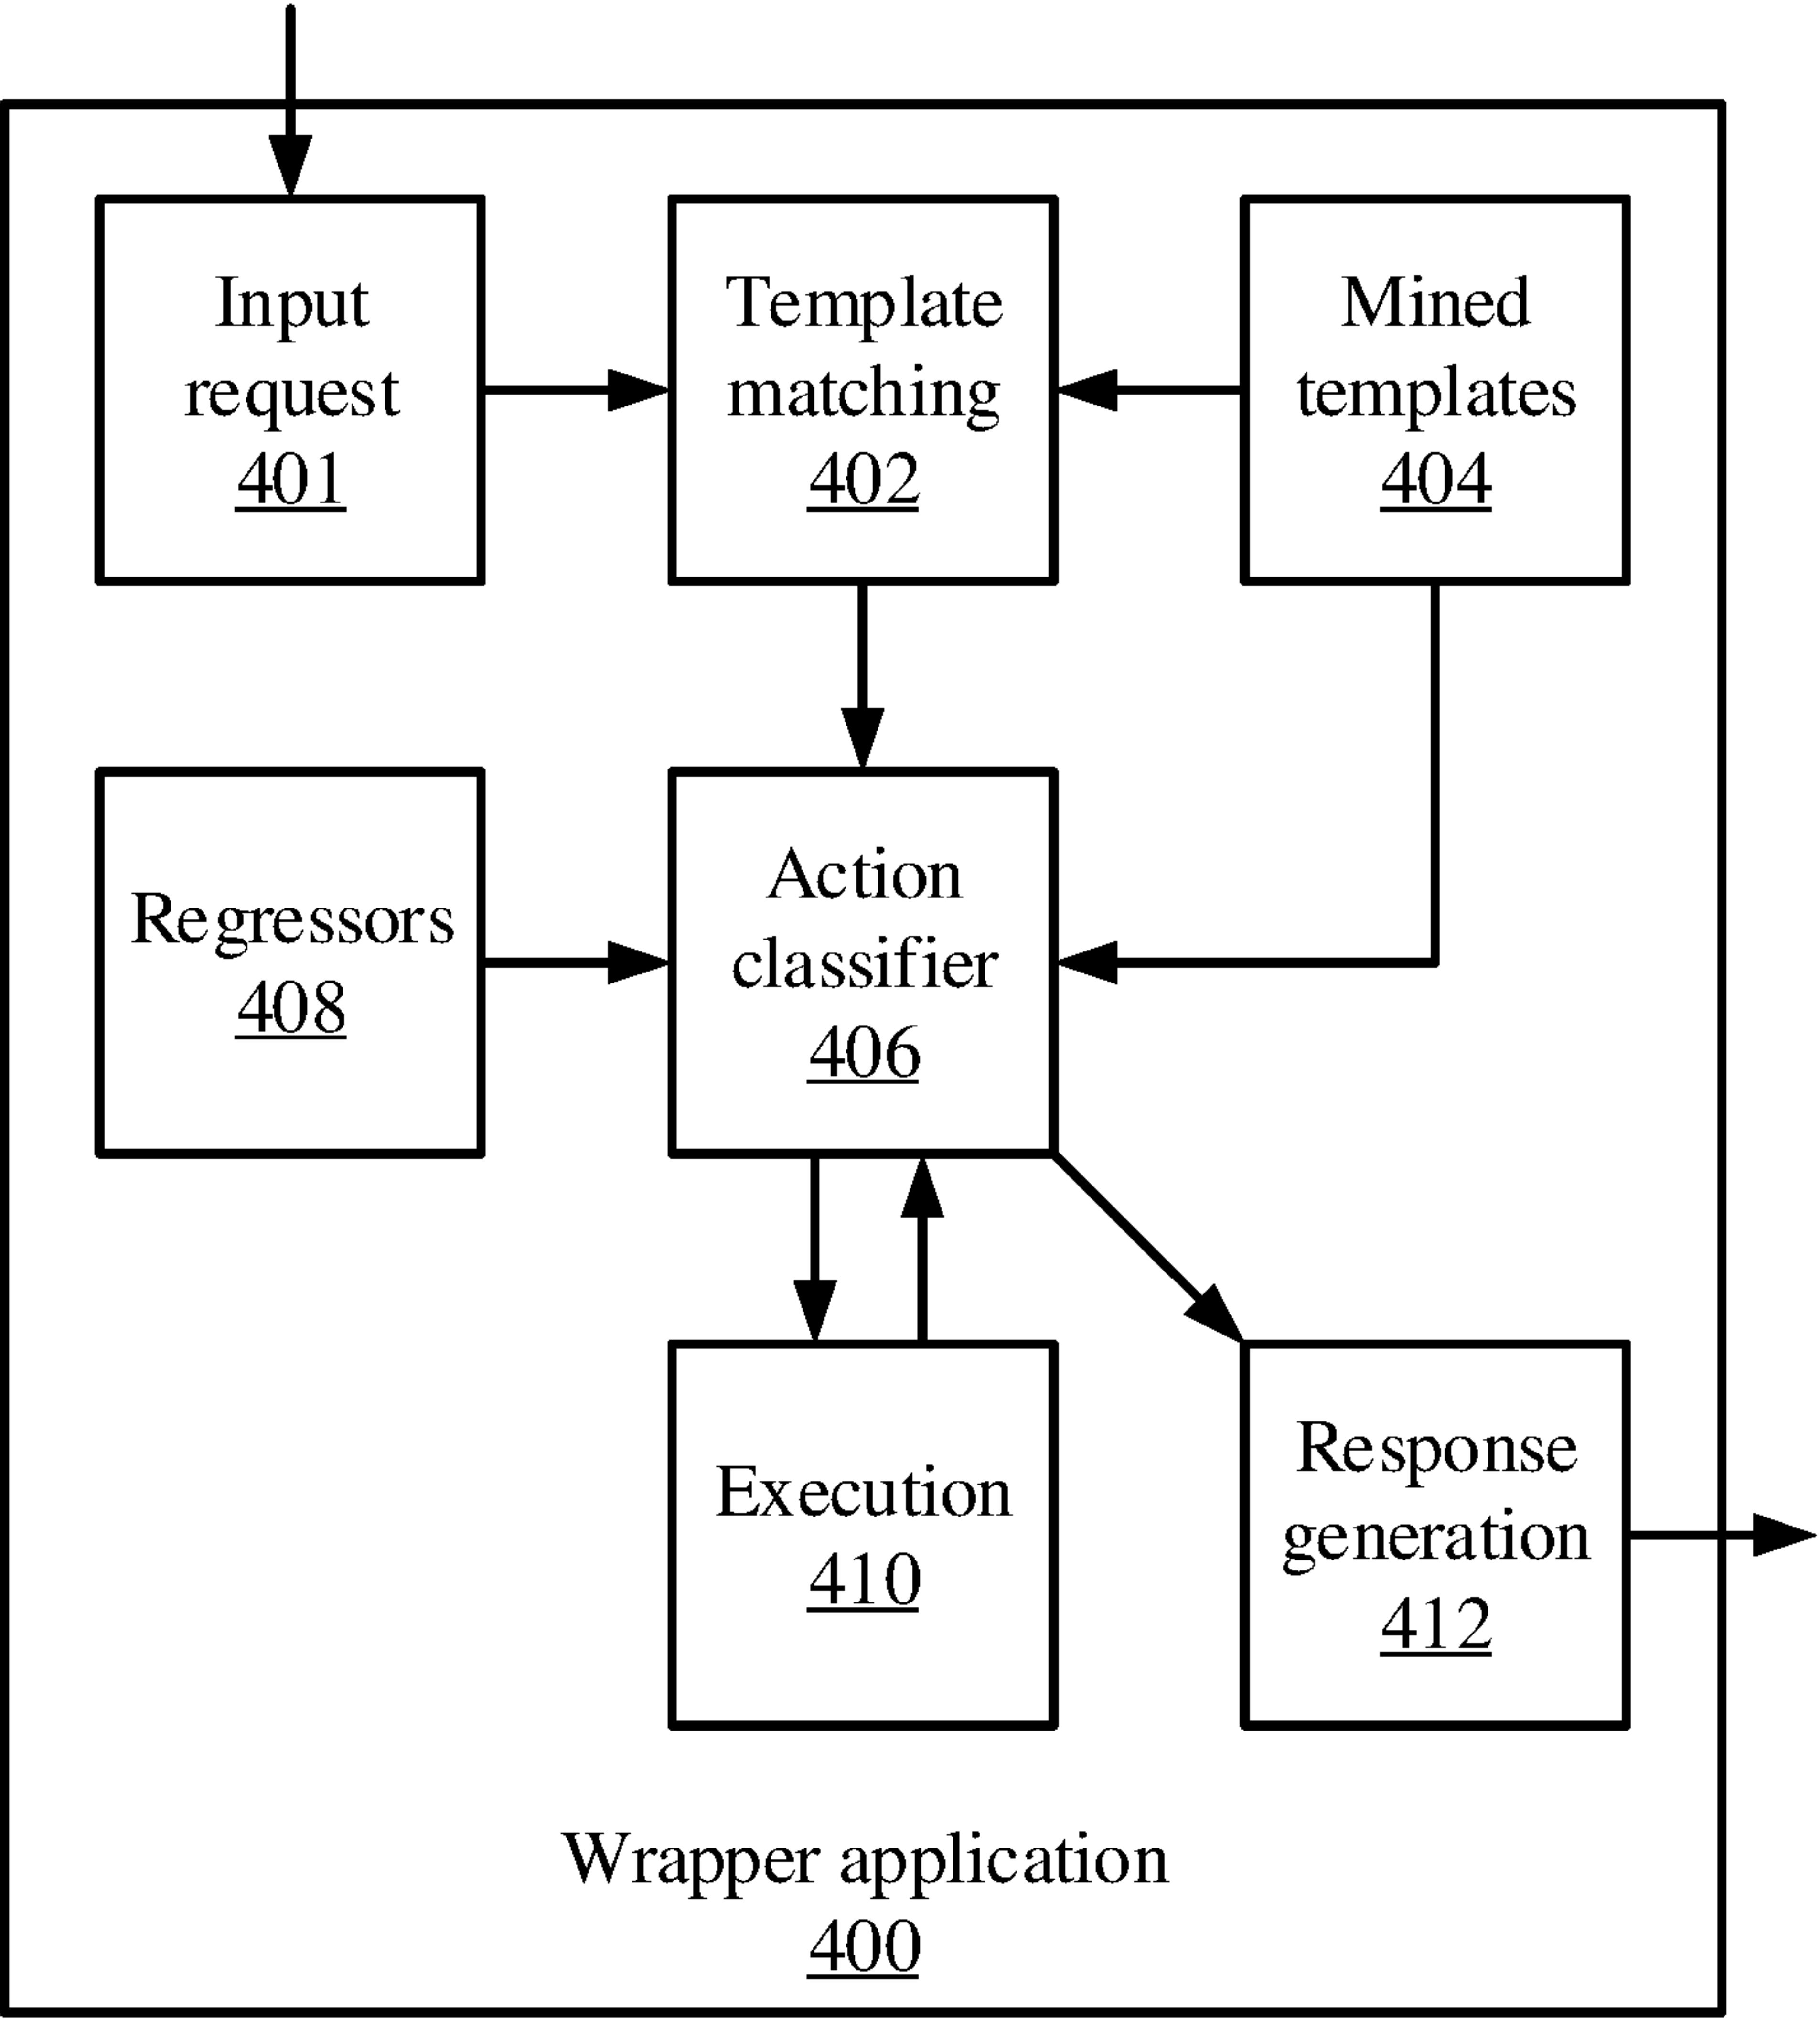 Input
request
401
Template
matching
402
Mined
templates
404
Regressors
408
Action
classifier
406
Execution
410
Response
generation
412
Wrapper application
400